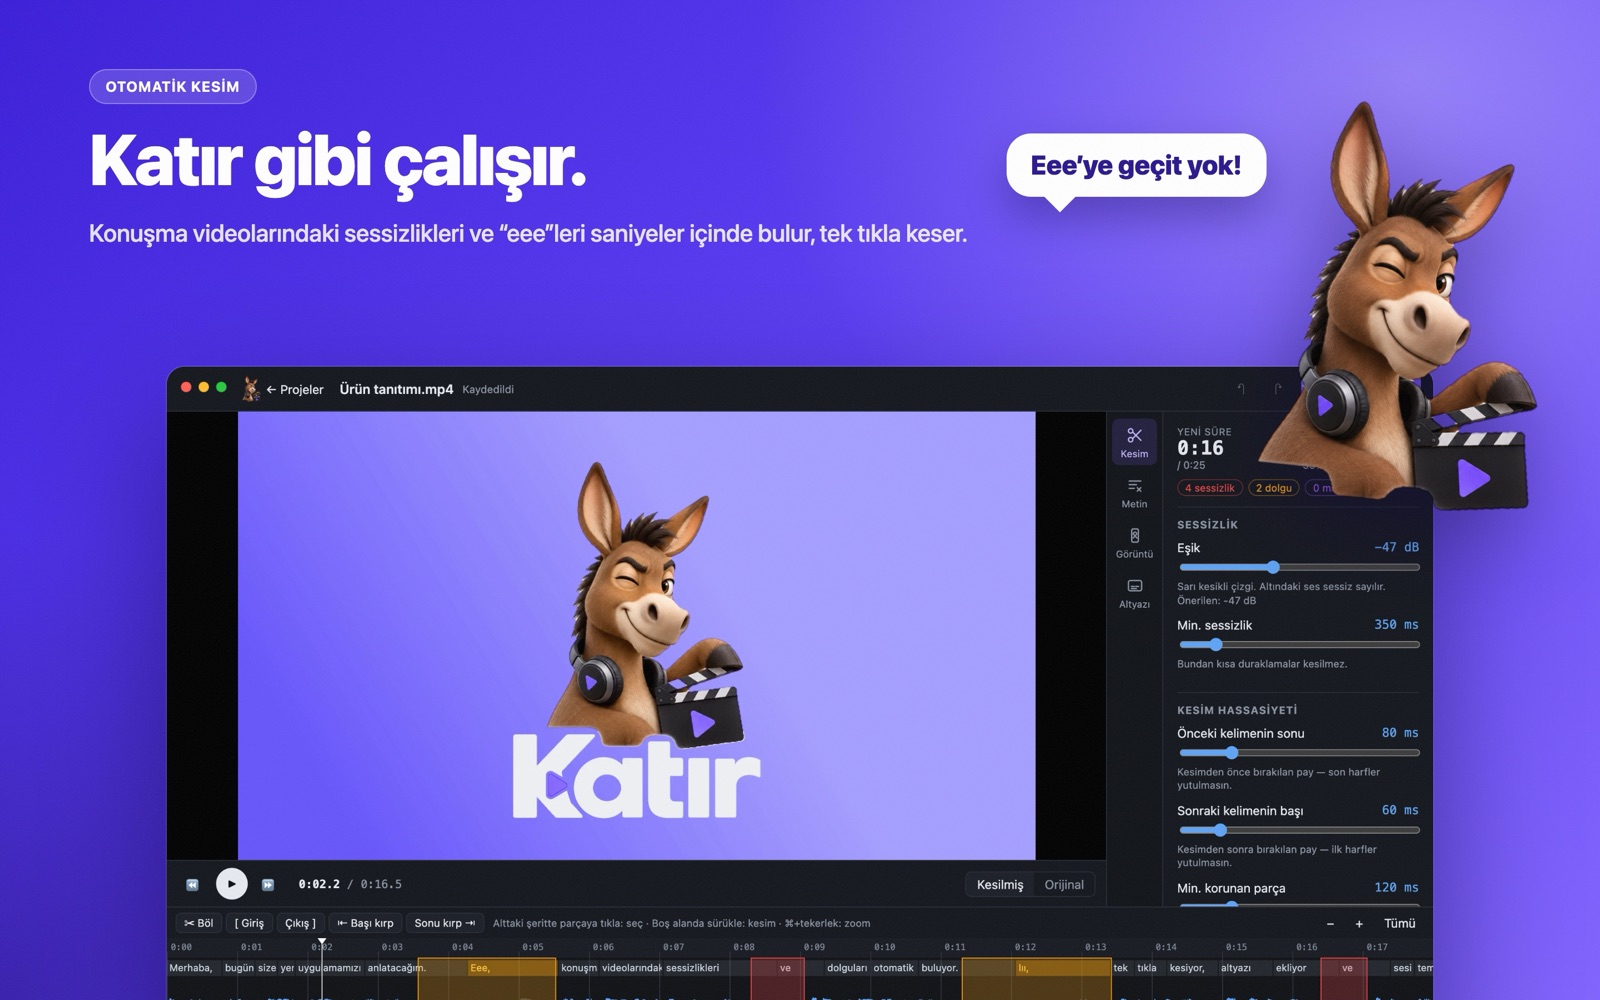 OTOMATİK KESİM
Katır gibi çalışır.
Konuşma videolarındaki sessizlikleri ve “eee”leri saniyeler içinde bulur, tek tıkla keser.
Eee’ye geçit yok!
← Projeler Ürün tanıtımı.mp4 Kaydedildi
Katır
Kesim
Metin
Görüntü
Altyazı
YENİ SÜRE
0:16
/ 0:25
4 sessizlik 2 dolgu
SESSİZLİK
Eşik −47 dB
Sarı kesikli çizgi. Altındaki ses sessiz sayılır.
Önerilen: -47 dB
Min. sessizlik 350 ms
Bundan kısa duraklamalar kesilmez.
KESİM HASSASİYETİ
Önceki kelimenin sonu 80 ms
Kesimden önce bırakılan pay — son harfler
yutulmasın.
Sonraki kelimenin başı 60 ms
Kesimden sonra bırakılan pay — ilk harfler
yutulmasın.
Min. korunan parça 120 ms
0:02.2 / 0:16.5
Kesilmiş Orijinal
Böl [ Giriş Çıkış ] ⇤ Başı kırp Sonu kırp ⇥ Alttaki şeritte parçaya tıkla: seç · Boş alanda sürükle: kesim · ⌘+tekerlek: zoom − + Tümü
0:00 0:01 0:02 0:03 0:04 0:05 0:06 0:07 0:08 0:09 0:10 0:11 0:12 0:13 0:14 0:15 0:16 0:17
Merhaba, bugün size uygulamamızı anlatacağım. Eee, konuşm videolarındak sessizlikleri ve dolguları otomatik buluyor. Iıı, tek tıkla kesiyor, altyazı ekliyor ve sesi tem